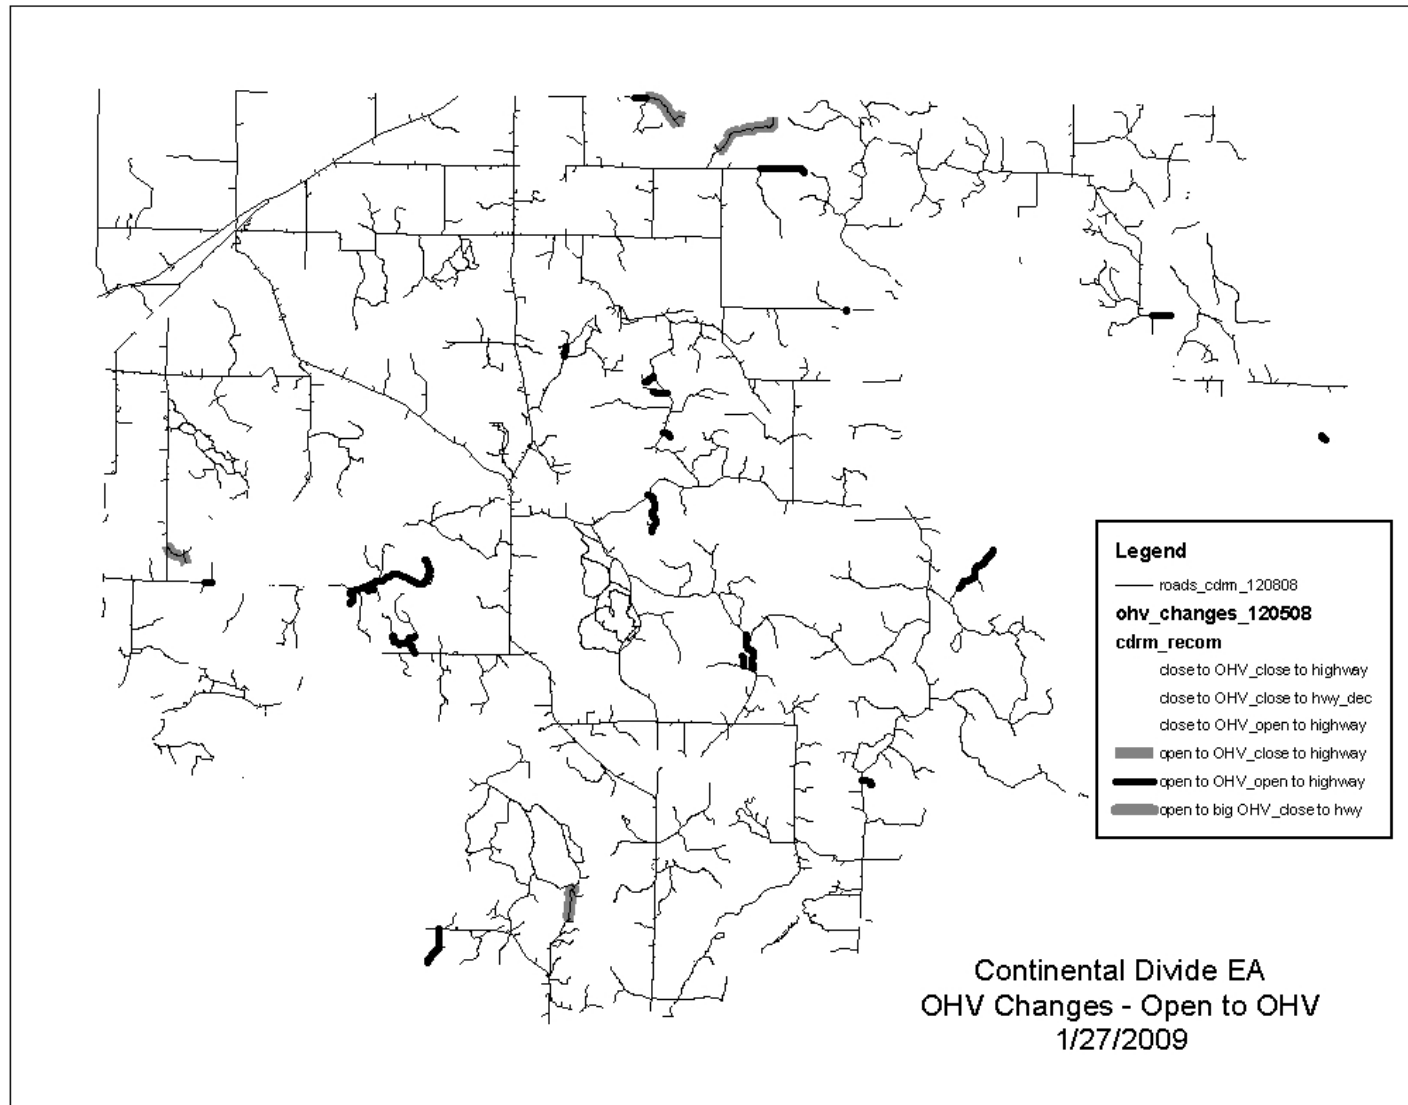 Legend
roads_cdrm_120808
ohv_changes_120508
cdrm_recom
close to OHV_close to highway
close to OHV_close to hwy_dec
close to OHV_open to highway
open to OHV_close to highway
open to OHV_open to highway
open to big OHV_close to hwy
Continental Divide EA
OHV Changes - Open to OHV
1/27/2009